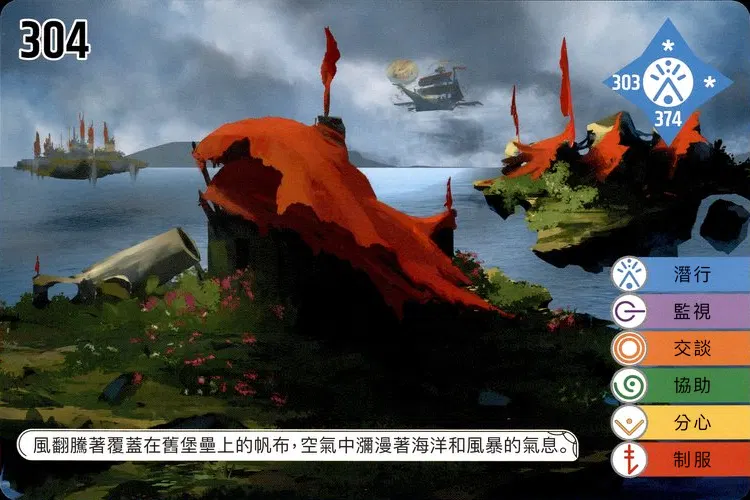 304
*
303 *
374
潛行
監視
交談
協助
分心
制服
風翻騰著覆蓋在舊堡壘上的帆布，空氣中瀰漫著海洋和風暴的氣息。